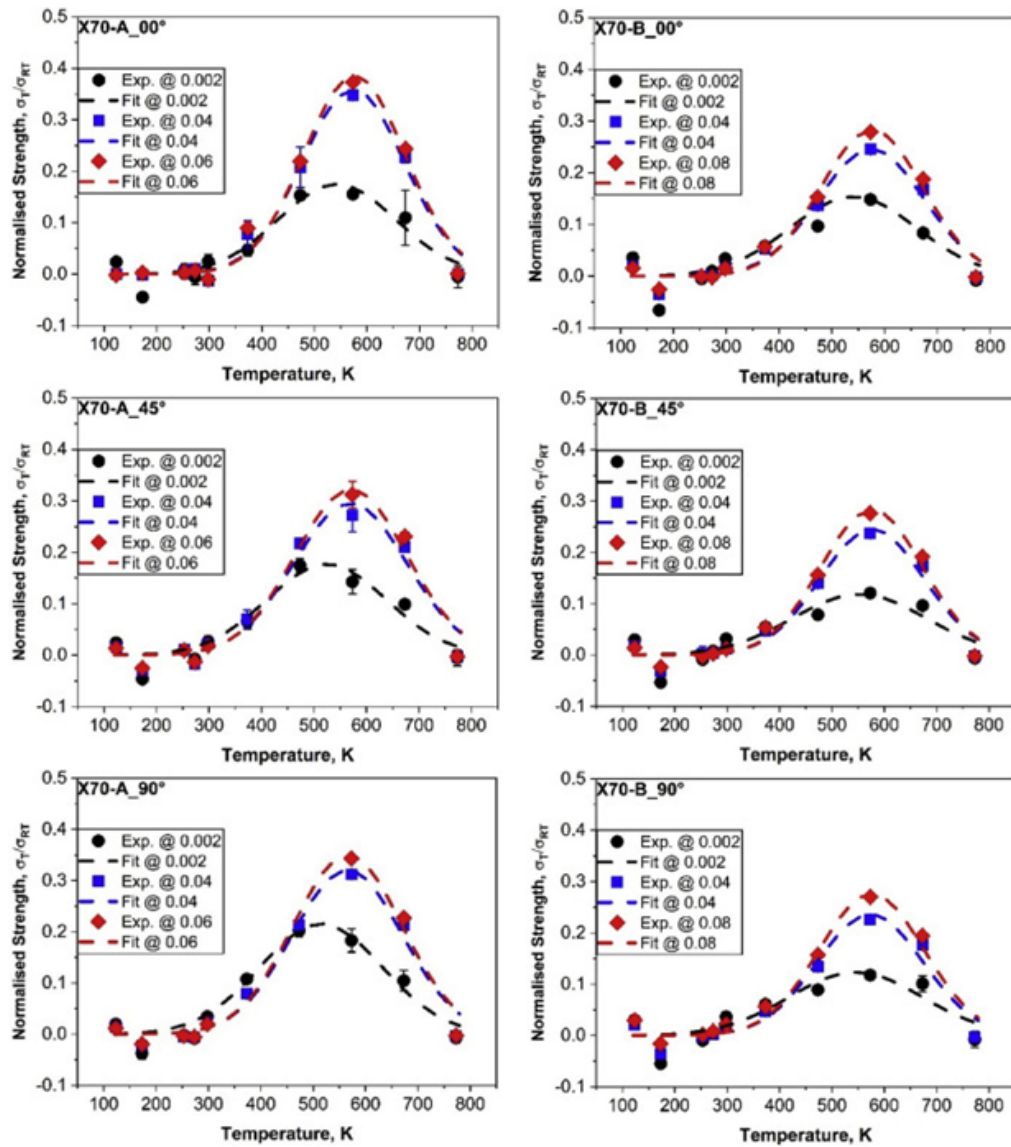 X70-A_00°
Exp. @ 0.002
Fit @ 0.002
Exp. @ 0.04
Fit @ 0.04
Exp. @ 0.06
Fit @ 0.06
Normalised Strength, σT/σRT
0.5
0.4
0.3
0.2
0.1
0.0
-0.1
100 200 300 400 500 600 700 800
Temperature, K
X70-B_00°
Exp. @ 0.002
Fit @ 0.002
Exp. @ 0.04
Fit @ 0.04
Exp. @ 0.08
Fit @ 0.08
Normalised Strength, σT/σRT
0.5
0.4
0.3
0.2
0.1
0.0
-0.1
100 200 300 400 500 600 700 800
Temperature, K
X70-A_45°
Exp. @ 0.002
Fit @ 0.002
Exp. @ 0.04
Fit @ 0.04
Exp. @ 0.06
Fit @ 0.06
Normalised Strength, σT/σRT
0.5
0.4
0.3
0.2
0.1
0.0
-0.1
100 200 300 400 500 600 700 800
Temperature, K
X70-B_45°
Exp. @ 0.002
Fit @ 0.002
Exp. @ 0.04
Fit @ 0.04
Exp. @ 0.08
Fit @ 0.08
Normalised Strength, σT/σRT
0.5
0.4
0.3
0.2
0.1
0.0
-0.1
100 200 300 400 500 600 700 800
Temperature, K
X70-A_90°
Exp. @ 0.002
Fit @ 0.002
Exp. @ 0.04
Fit @ 0.04
Exp. @ 0.06
Fit @ 0.06
Normalised Strength, σT/σRT
0.5
0.4
0.3
0.2
0.1
0.0
-0.1
100 200 300 400 500 600 700 800
Temperature, K
X70-B_90°
Exp. @ 0.002
Fit @ 0.002
Exp. @ 0.04
Fit @ 0.04
Exp. @ 0.08
Fit @ 0.08
Normalised Strength, σT/σRT
0.5
0.4
0.3
0.2
0.1
0.0
-0.1
100 200 300 400 500 600 700 800
Temperature, K